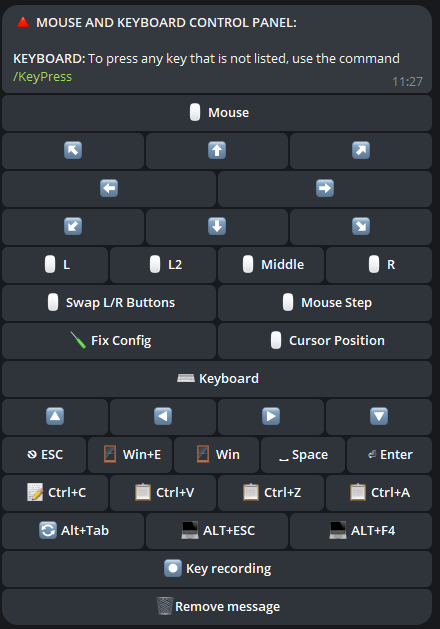 🔺 MOUSE AND KEYBOARD CONTROL PANEL:
KEYBOARD: To press any key that is not listed, use the command
/KeyPress
11:27
Mouse
L L2 Middle R
Swap L/R Buttons Mouse Step
Fix Config Cursor Position
Keyboard
ESC Win+E Win Space Enter
Ctrl+C Ctrl+V Ctrl+Z Ctrl+A
Alt+Tab ALT+ESC ALT+F4
Key recording
Remove message